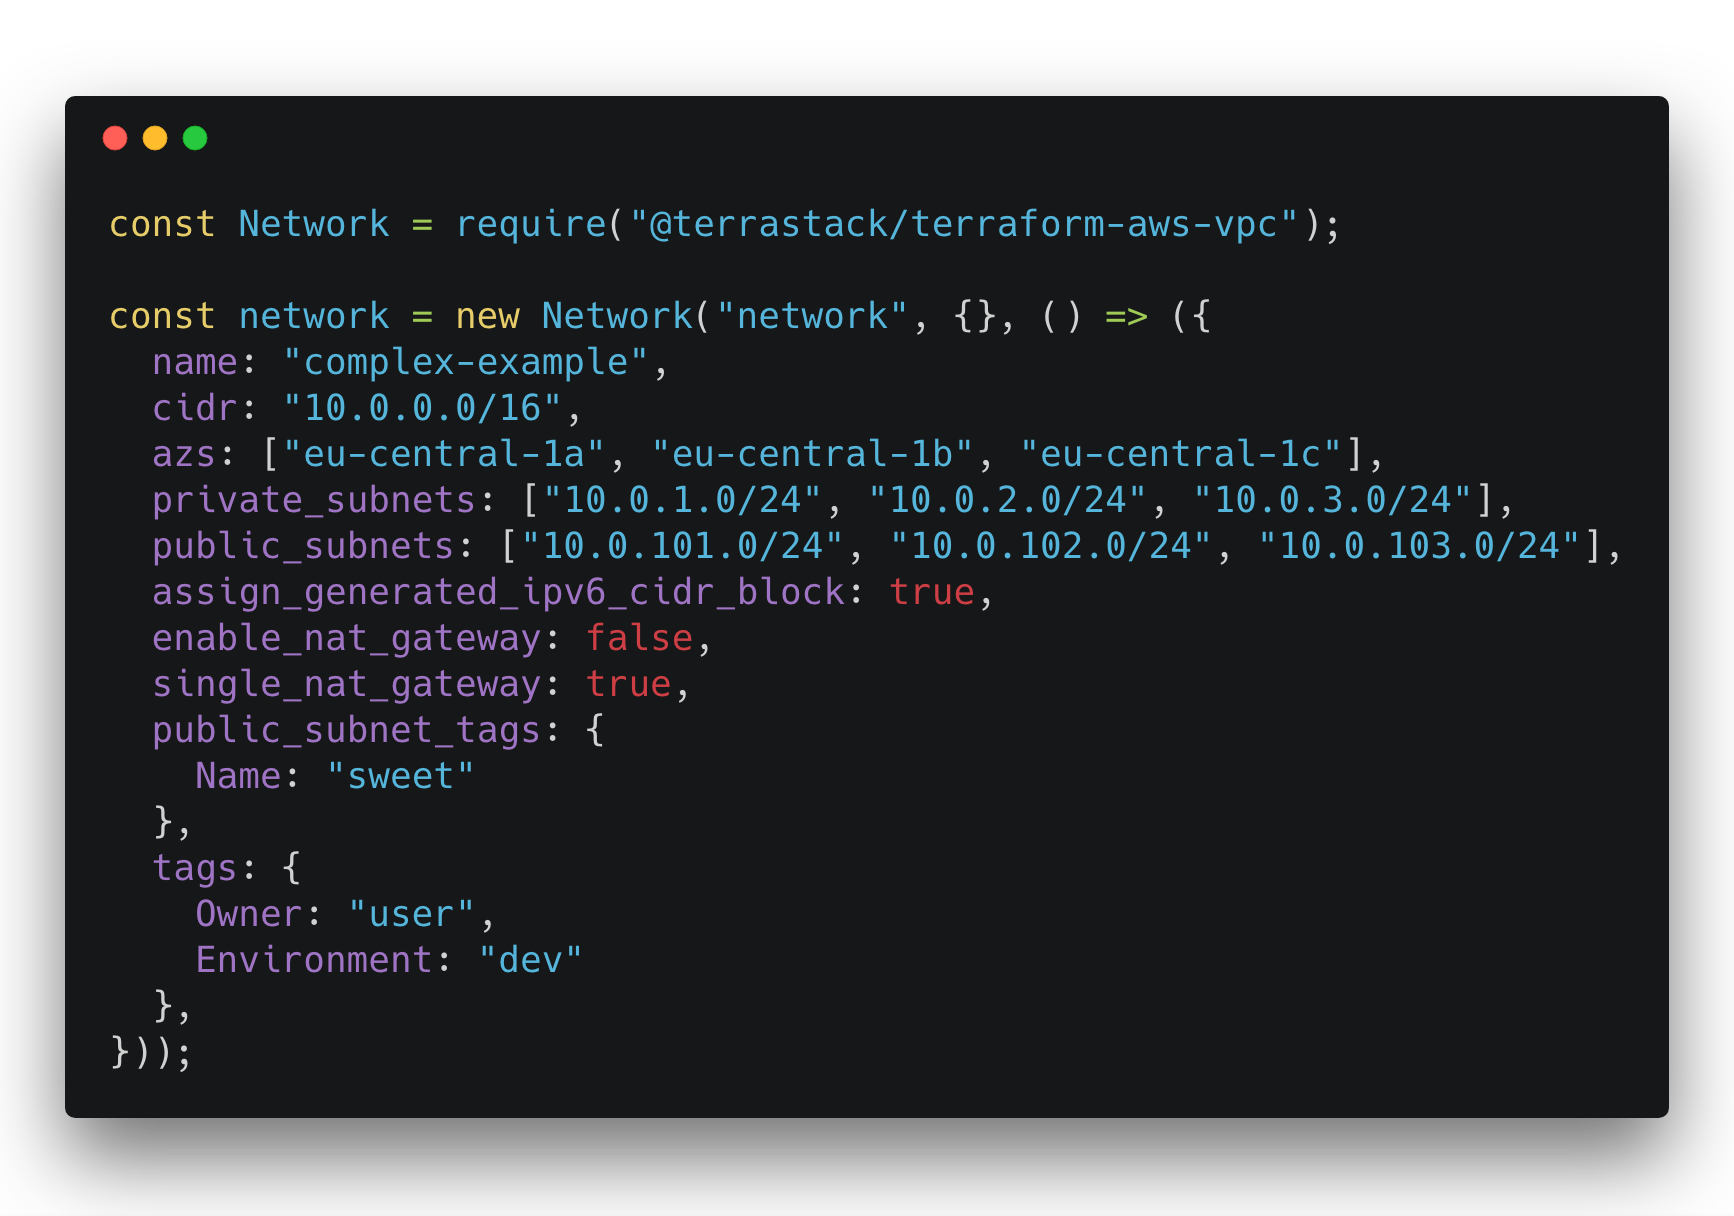 const Network = require("@terrastack/terraform-aws-vpc");

const network = new Network("network", {}, () => ({
  name: "complex-example",
  cidr: "10.0.0.0/16",
  azs: ["eu-central-1a", "eu-central-1b", "eu-central-1c"],
  private_subnets: ["10.0.1.0/24", "10.0.2.0/24", "10.0.3.0/24"],
  public_subnets: ["10.0.101.0/24", "10.0.102.0/24", "10.0.103.0/24"],
  assign_generated_ipv6_cidr_block: true,
  enable_nat_gateway: false,
  single_nat_gateway: true,
  public_subnet_tags: {
    Name: "sweet"
  },
  tags: {
    Owner: "user",
    Environment: "dev"
  },
}));